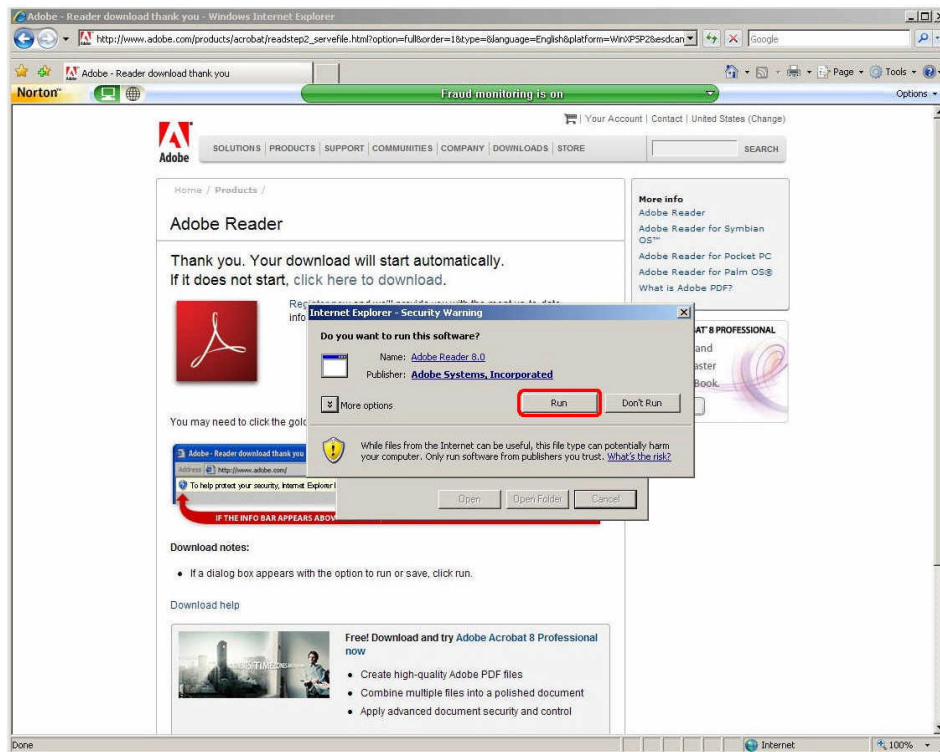 Adobe - Reader download thank you - Windows Internet Explorer
http://www.adobe.com/products/acrobat/readstep2_servefile.html?option=full&order=1&type=&language=English&platform=WinXPSP2&esdcan
Google
Adobe - Reader download thank you
Page
Tools
Norton™
Fraud monitoring is on
Options
Your Account | Contact | United States (Change)
Adobe
SOLUTIONS PRODUCTS SUPPORT COMMUNITIES COMPANY DOWNLOADS STORE
SEARCH
Home / Products /
Adobe Reader
Thank you. Your download will start automatically.
If it does not start, click here to download.
info
More info
Adobe Reader
Adobe Reader for Symbian
OS™
Adobe Reader for Pocket PC
Adobe Reader for Palm OS®
What is Adobe PDF?
8 PROFESSIONAL
and
Book.
Internet Explorer - Security Warning
Do you want to run this software?
Name: Adobe Reader 8.0
Publisher: Adobe Systems, Incorporated
More options
Run
Don't Run
While files from the Internet can be useful, this file type can potentially harm
your computer. Only run software from publishers you trust. What's the risk?
Open
Open Folder
Cancel
You may need to click the gold
Adobe - Reader download thank you
Address http://www.adobe.com/
To help protect your security, Internet Explorer
IF THE INFO BAR APPEARS ABOV
Download notes:
• If a dialog box appears with the option to run or save, click run.
Download help
Free! Download and try Adobe Acrobat 8 Professional
now
• Create high-quality Adobe PDF files
• Combine multiple files into a polished document
• Apply advanced document security and control
Done
Internet
100%